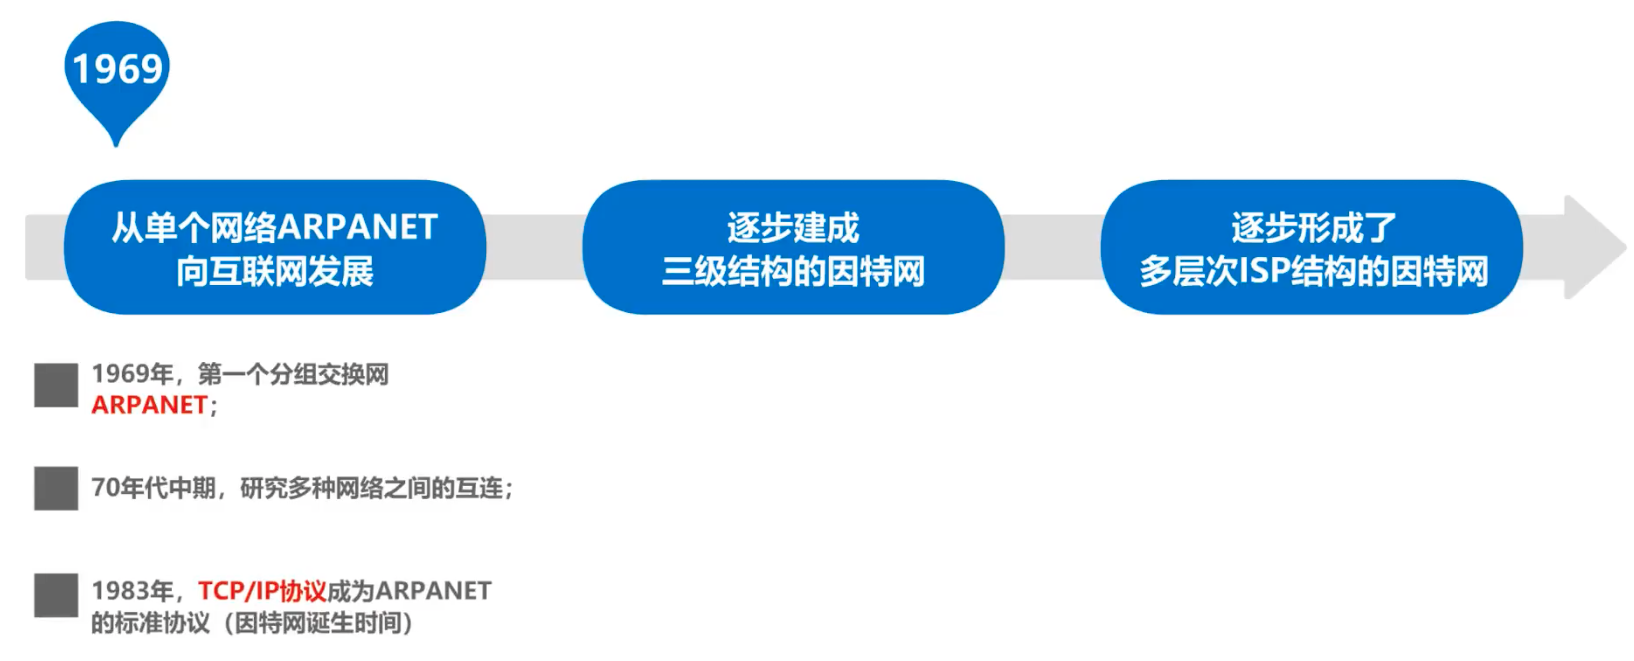 1969
从单个网络ARPANET
向互联网发展
逐步建成
三级结构的因特网
逐步形成了
多层次ISP结构的因特网
1969年，第一个分组交换网
ARPANET；
70年代中期，研究多种网络之间的互连；
1983年，TCP/IP协议成为ARPANET
的标准协议（因特网诞生时间）